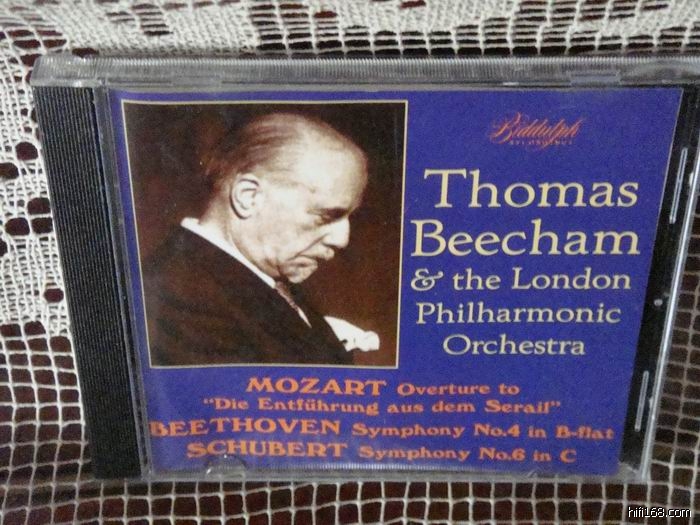 Biddulph
RECORDINGS
Thomas
Beecham
& the London
Philharmonic
Orchestra
MOZART Overture to
"Die Entführung aus dem Serail"
BEETHOVEN Symphony No.4 in B-flat
SCHUBERT Symphony No.6 in C
hifi168.com